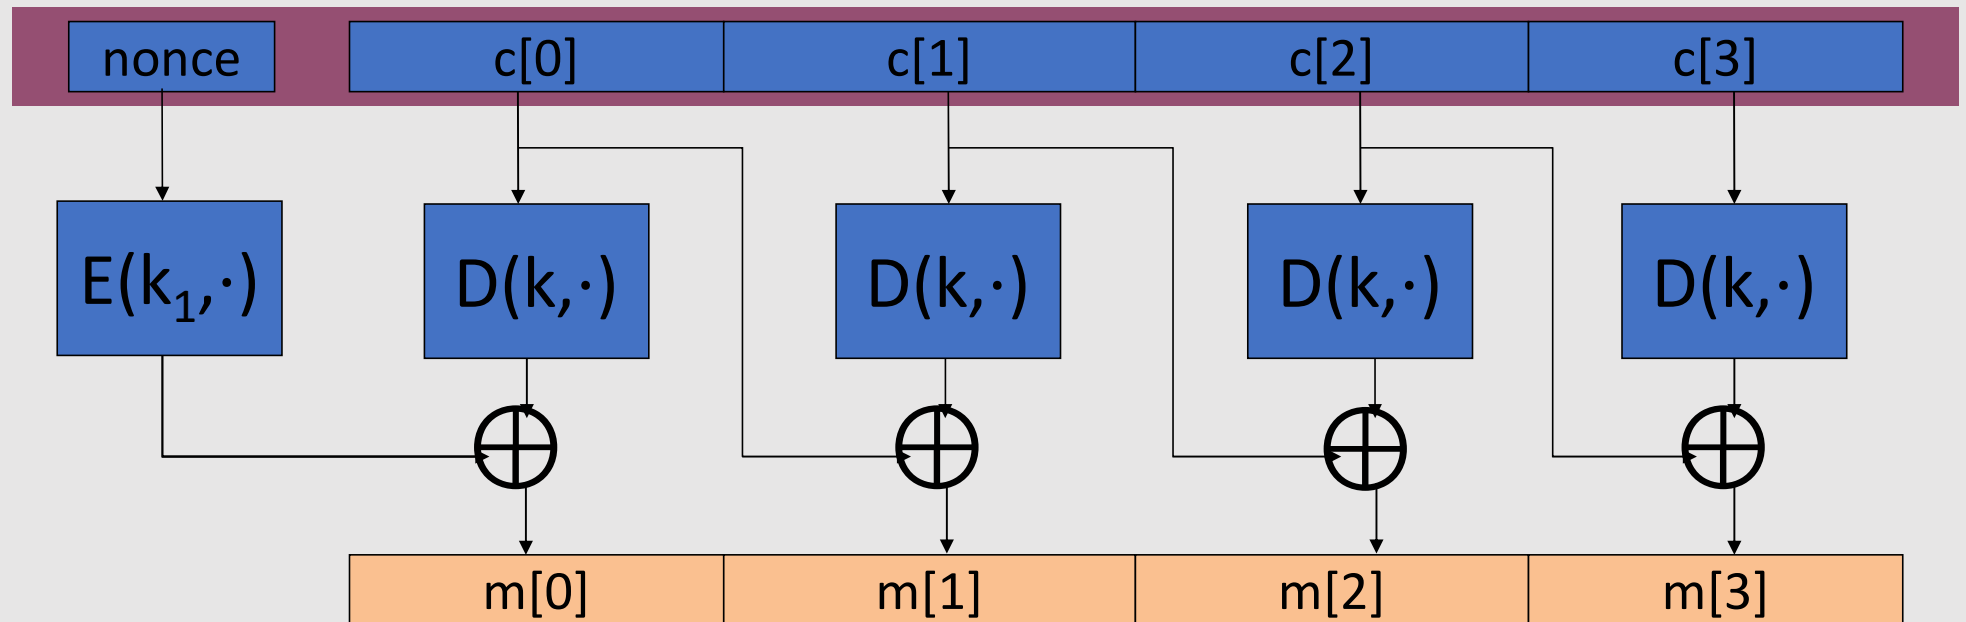 nonce c[0] c[1] c[2] c[3]
E(k₁,·) D(k,·) D(k,·) D(k,·) D(k,·)
m[0] m[1] m[2] m[3]